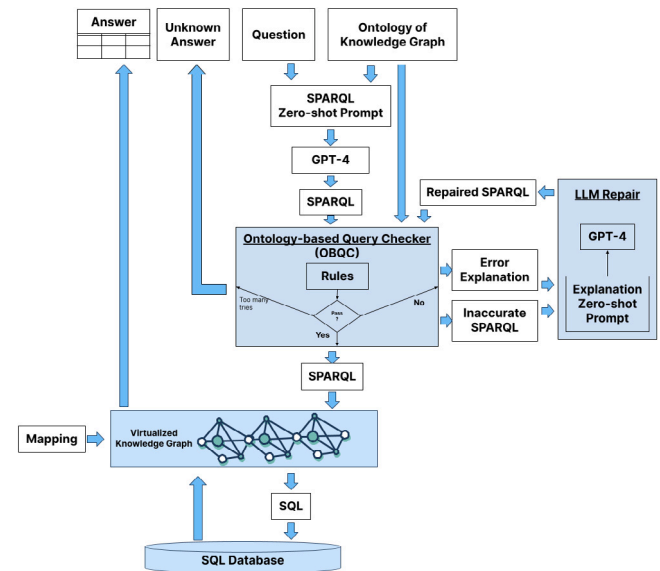 Answer
Unknown
Answer
Question
Ontology of
Knowledge Graph
SPARQL
Zero-shot Prompt
GPT-4
SPARQL
Repaired SPARQL
LLM Repair
GPT-4
Explanation
Zero-shot
Prompt
Ontology-based Query Checker
(OBQC)
Rules
Too many
tries
Pass
?
No
Yes
Error
Explanation
Inaccurate
SPARQL
SPARQL
Mapping
Virtualized
Knowledge Graph
SQL
SQL Database